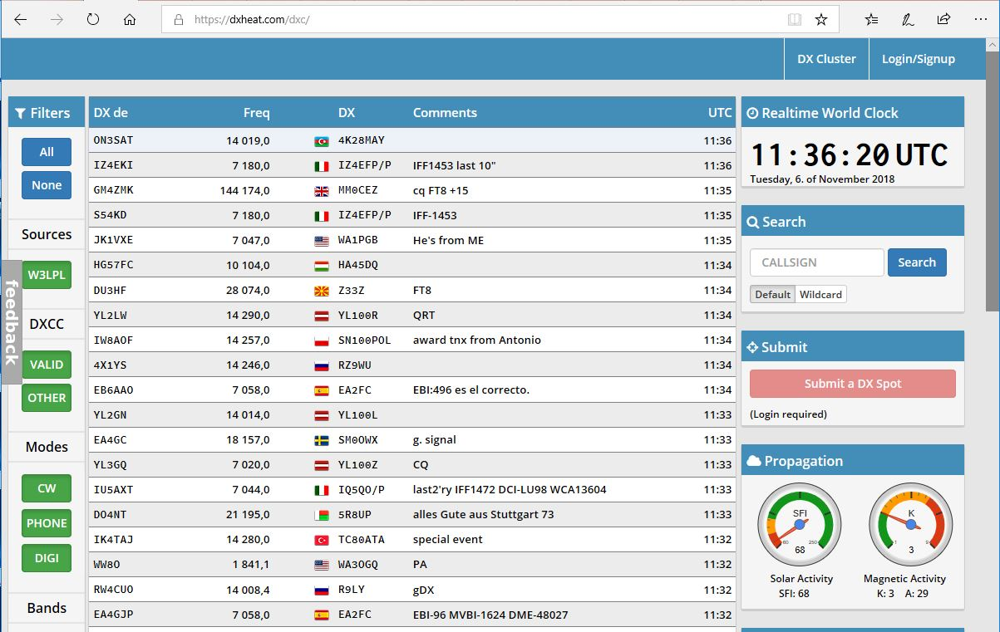 https://dxheat.com/dxc/
DX Cluster Login/Signup
Filters
All
None
Sources
W3LPL
DXCC
VALID
OTHER
Modes
CW
PHONE
DIGI
Bands
feedback
DX de Freq DX Comments UTC
ON3SAT 14 019,0 4K28MAY 11:36
IZ4EKI 7 180,0 IZ4EFP/P IFF1453 last 10" 11:36
GM4ZMK 144 174,0 MM0CEZ cq FT8 +15 11:35
S54KD 7 180,0 IZ4EFP/P IFF-1453 11:35
JK1VXE 7 047,0 WA1PGB He's from ME 11:35
HG57FC 10 104,0 HA45DQ 11:34
DU3HF 28 074,0 Z33Z FT8 11:34
YL2LW 14 290,0 YL100R QRT 11:34
IW8AOF 14 257,0 SN100POL award tnx from Antonio 11:34
4X1YS 14 246,0 RZ9WU 11:34
EB6AAO 7 058,0 EA2FC EBI:496 es el correcto. 11:34
YL2GN 14 014,0 YL100L 11:33
EA4GC 18 157,0 SM0OWX g. signal 11:33
YL3GQ 7 020,0 YL100Z CQ 11:33
IU5AXT 7 044,0 IQ5QO/P last2'ry IFF1472 DCI-LU98 WCA13604 11:33
DO4NT 21 195,0 5R8UP alles Gute aus Stuttgart 73 11:33
IK4TAJ 14 280,0 TC80ATA special event 11:32
WW8O 1 841,1 WA3OGQ PA 11:32
RW4CUO 14 008,4 R9LY gDX 11:32
EA4GJP 7 058,0 EA2FC EBI-96 MVBI-1624 DME-48027 11:32
Realtime World Clock
11:36:20 UTC
Tuesday, 6. of November 2018
Search
CALLSIGN Search
Default Wildcard
Submit
Submit a DX Spot
(Login required)
Propagation
SFI K
60 250 1 9
68 3
Solar Activity Magnetic Activity
SFI: 68 K: 3 A: 29